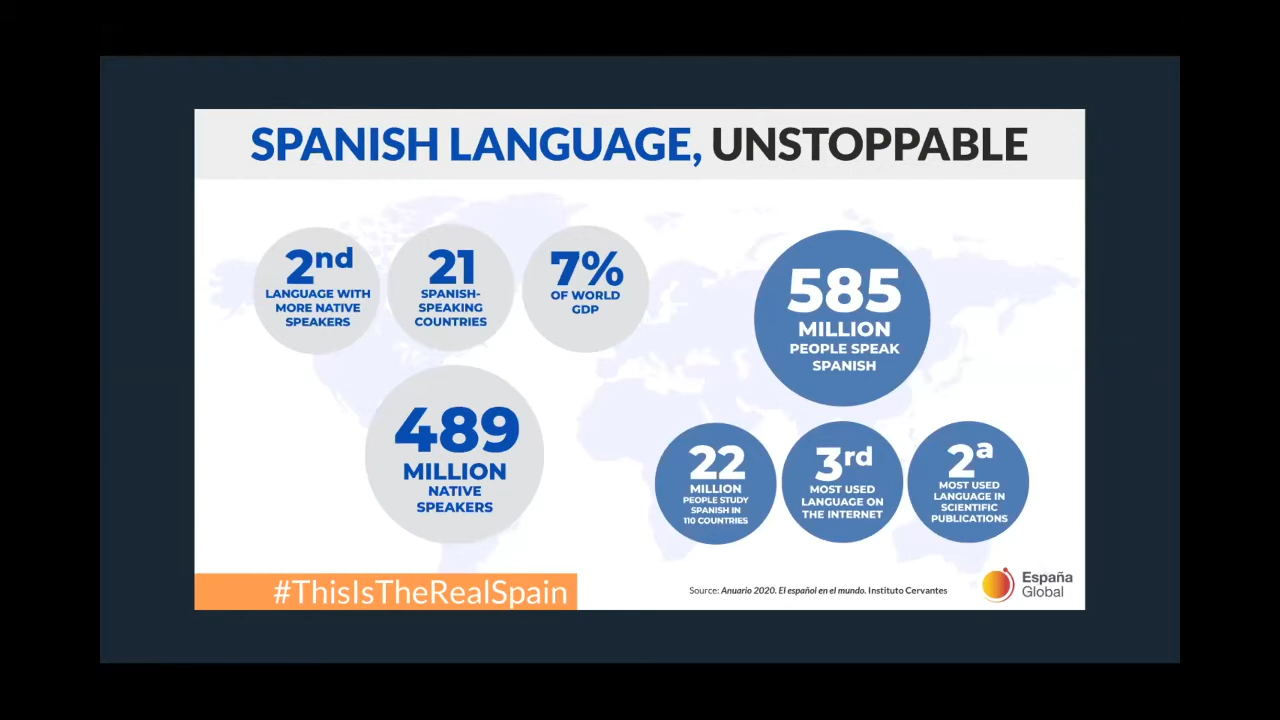 SPANISH LANGUAGE, UNSTOPPABLE
2nd
LANGUAGE WITH
MORE NATIVE
SPEAKERS
21
SPANISH-
SPEAKING
COUNTRIES
7%
OF WORLD
GDP
489
MILLION
NATIVE
SPEAKERS
585
MILLION
PEOPLE SPEAK
SPANISH
22
MILLION
PEOPLE STUDY
SPANISH IN
110 COUNTRIES
3rd
MOST USED
LANGUAGE ON
THE INTERNET
2ª
MOST USED
LANGUAGE IN
SCIENTIFIC
PUBLICATIONS
#ThisIsTheRealSpain
Source: Anuario 2020. El español en el mundo. Instituto Cervantes
España
Global